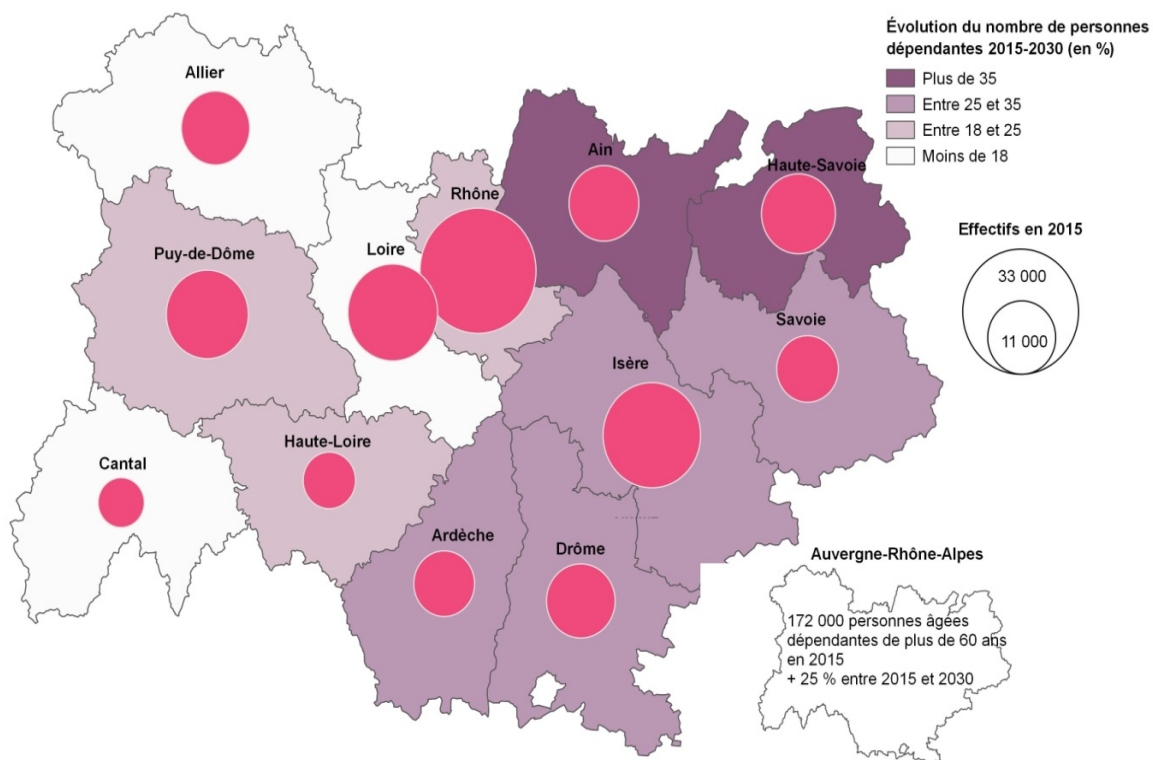 Évolution du nombre de personnes
dépendantes 2015-2030 (en %)
Plus de 35
Entre 25 et 35
Entre 18 et 25
Moins de 18
Effectifs en 2015
33 000
11 000
Allier
Ain
Haute-Savoie
Rhône
Loire
Puy-de-Dôme
Savoie
Isère
Haute-Loire
Cantal
Ardèche
Drôme
Auvergne-Rhône-Alpes
172 000 personnes âgées
dépendantes de plus de 60 ans
en 2015
+ 25 % entre 2015 et 2030